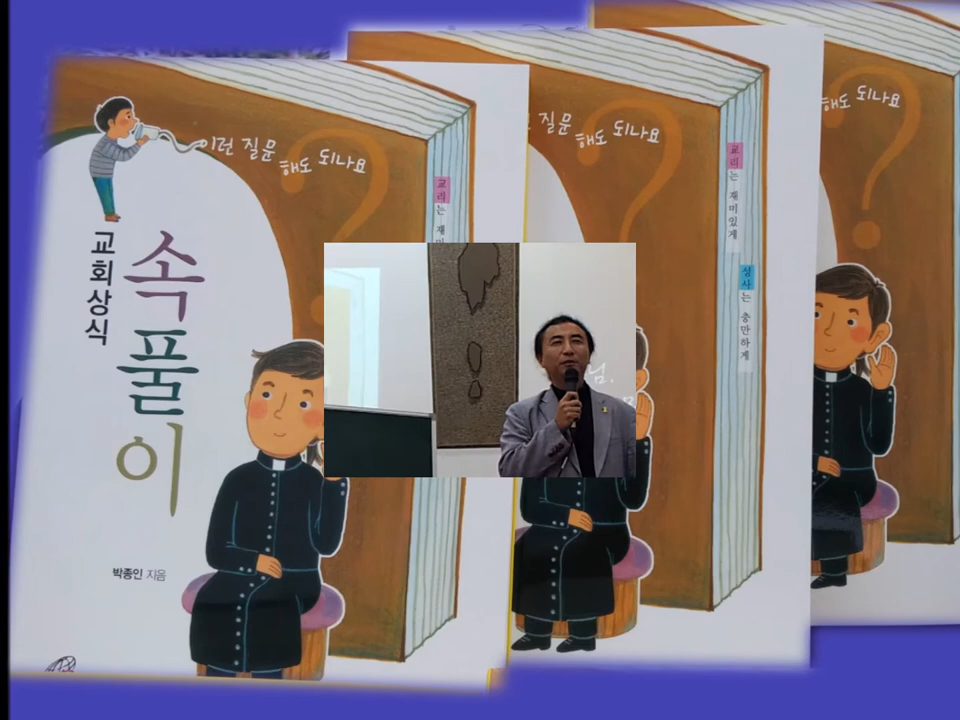 이런 질문
해도 되나요
교회상식
속풀이
박종인 지음
교리는 재미
질문
해도 되나요
교리는 재미있게
성사는 충만하게
님,
해도 되나요